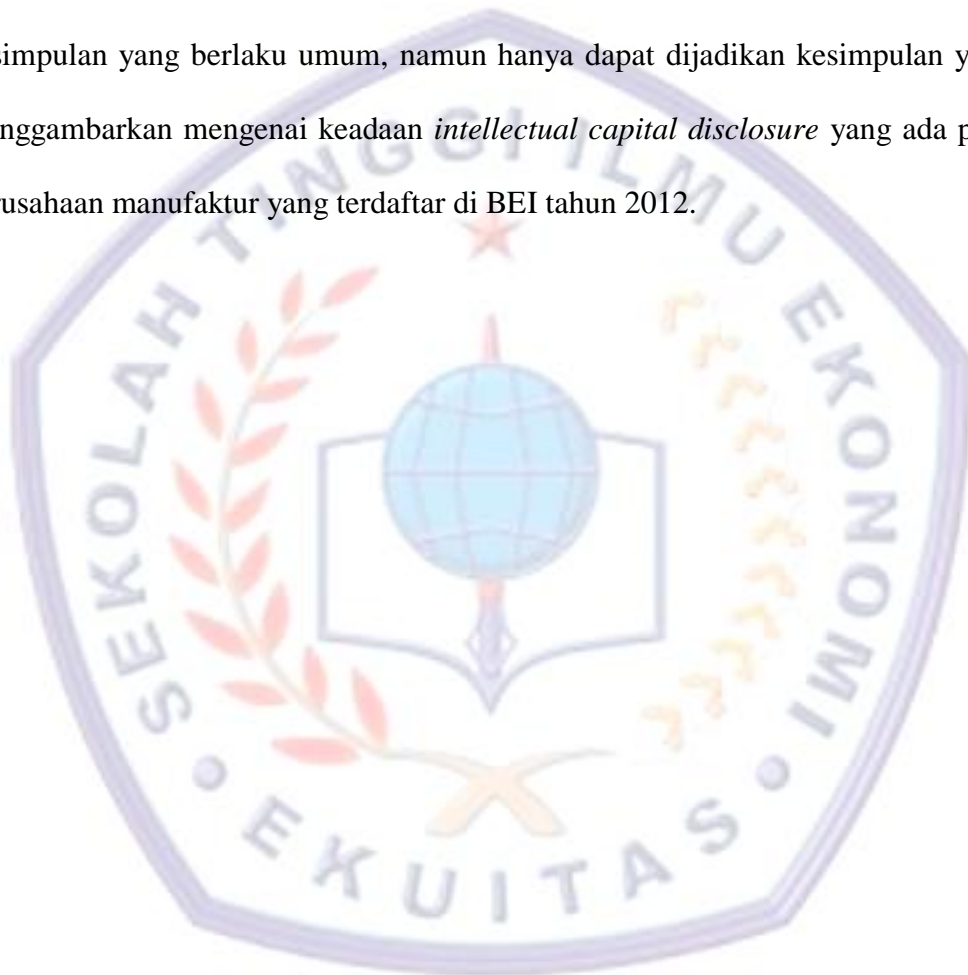 simpulan yang berlaku umum, namun hanya dapat dijadikan kesimpulan y
nggambarkan mengenai keadaan intellectual capital disclosure yang ada p
rusahaan manufaktur yang terdaftar di BEI tahun 2012.
SEKOLAH TINGGI ILMU EKONOMI
• EKUITAS •